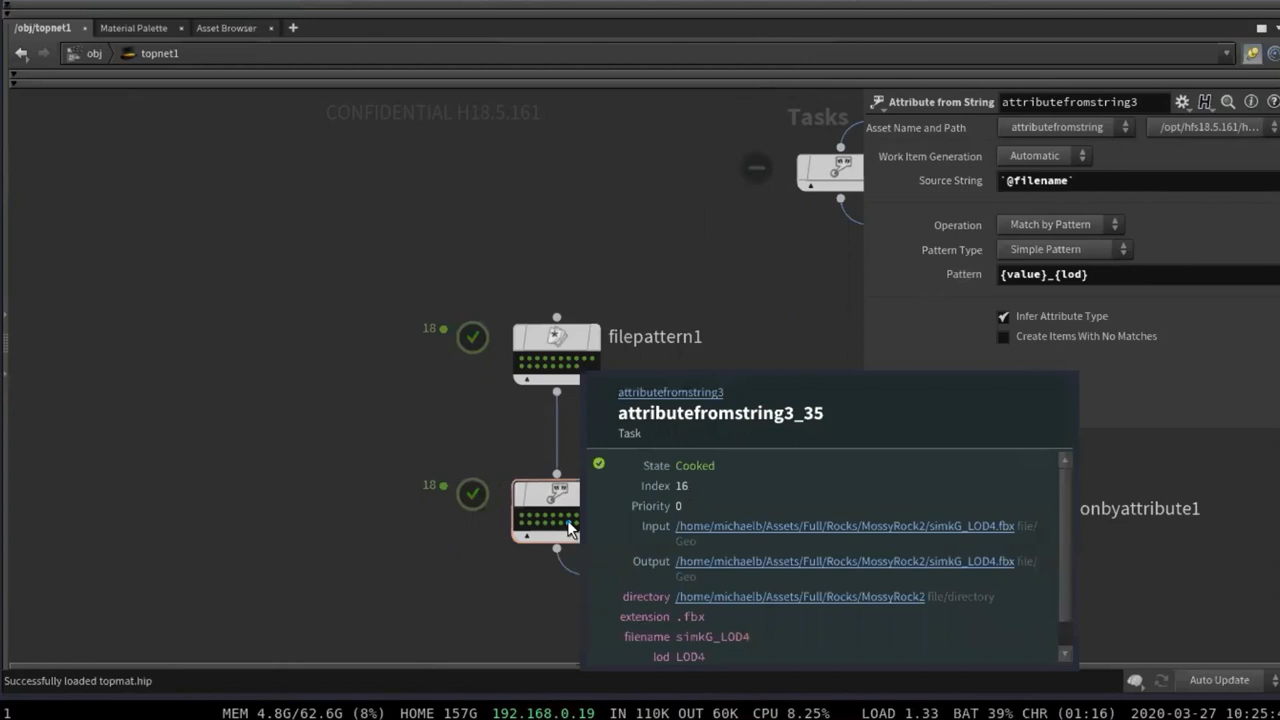 /obj/topnet1 × Material Palette × Asset Browser × +
obj topnet1
CONFIDENTIAL H18.5.161
Tasks
Attribute from String attributefromstring3
Asset Name and Path attributefromstring /opt/hfs18.5.161/h...
Work Item Generation Automatic
Source String `@filename`
Operation Match by Pattern
Pattern Type Simple Pattern
Pattern {value}_{lod}
Infer Attribute Type
Create Items With No Matches
18
filepattern1
18
onbyattribute1
attributefromstring3
attributefromstring3_35
Task
State Cooked
Index 16
Priority 0
Input /home/michaelb/Assets/Full/Rocks/MossyRock2/simkG_LOD4.fbx file/
Geo
Output /home/michaelb/Assets/Full/Rocks/MossyRock2/simkG_LOD4.fbx file/
Geo
directory /home/michaelb/Assets/Full/Rocks/MossyRock2 file/directory
extension .fbx
filename simkG_LOD4
lod LOD4
Successfully loaded topmat.hip
Auto Update
1 MEM 4.8G/62.6G (8%) HOME 157G 192.168.0.19 IN 110K OUT 60K CPU 8.25% LOAD 1.33 BAT 39% CHR (01:16) 2020-03-27 10:25: